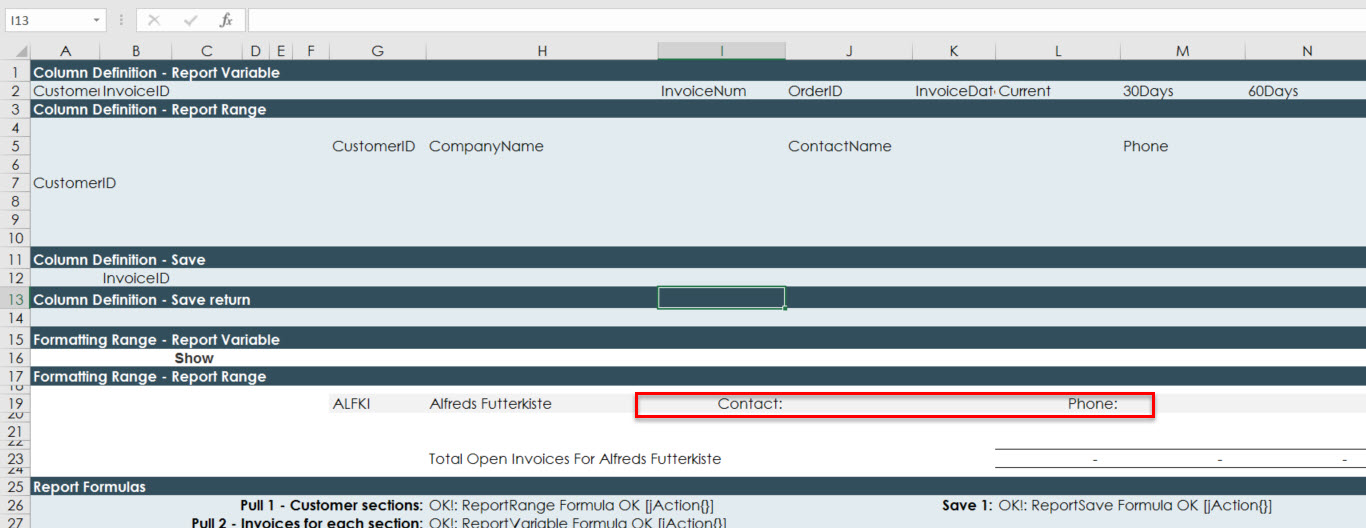 I13
fx
A B C D E F G H I J K L M N
1 Column Definition - Report Variable
2 Customer InvoiceID InvoiceNum OrderID InvoiceDat Current 30Days 60Days
3 Column Definition - Report Range
4
5 CustomerID CompanyName ContactName Phone
6
7 CustomerID
8
9
10
11 Column Definition - Save
12 InvoiceID
13 Column Definition - Save return
14
15 Formatting Range - Report Variable
16 Show
17 Formatting Range - Report Range
18
19 ALFKI Alfreds Futterkiste Contact: Phone:
20
21
22
23 Total Open Invoices For Alfreds Futterkiste - - -
24
25 Report Formulas
26 Pull 1 - Customer sections: OK!: ReportRange Formula OK [jAction{}] Save 1: OK!: ReportSave Formula OK [jAction{}]
27 Pull 2 - Invoices for each section: OK!: ReportVariable Formula OK [jAction{}]